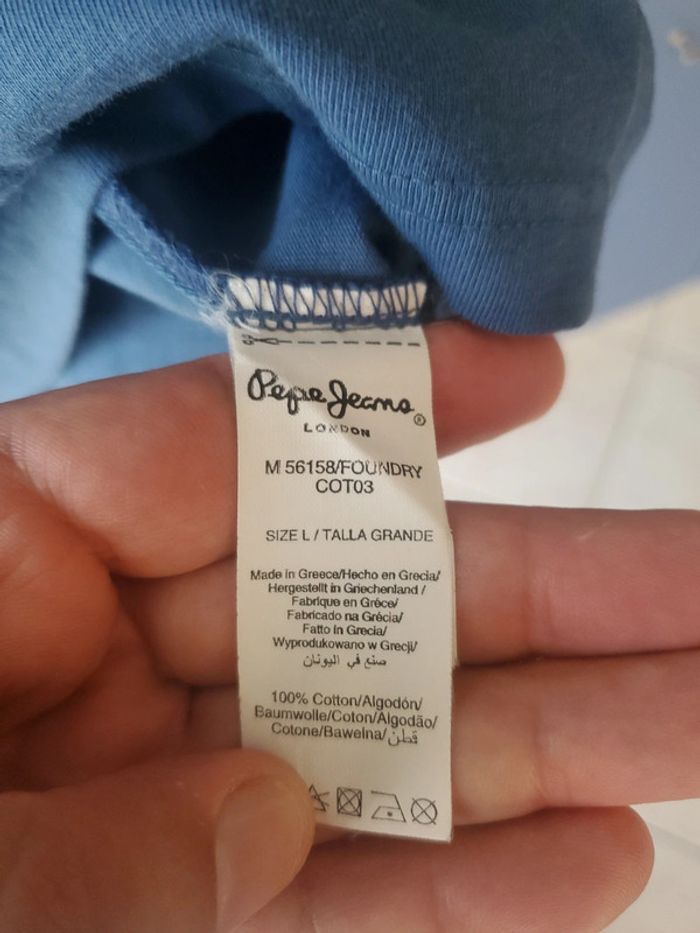 Pepe Jeans®
LONDON
M 56158/FOUNDRY
COT03
SIZE L / TALLA GRANDE
Made in Greece/Hecho en Grecia/
Hergestellt in Griechenland /
Fabrique en Gréce/
Fabricado na Grécia/
Fatto in Grecia/
Wyprodukowano w Grecji/
صنع في اليونان
100% Cotton/Algodón/
Baumwolle/Coton/Algodão/
Cotone/Bawelna/قطن